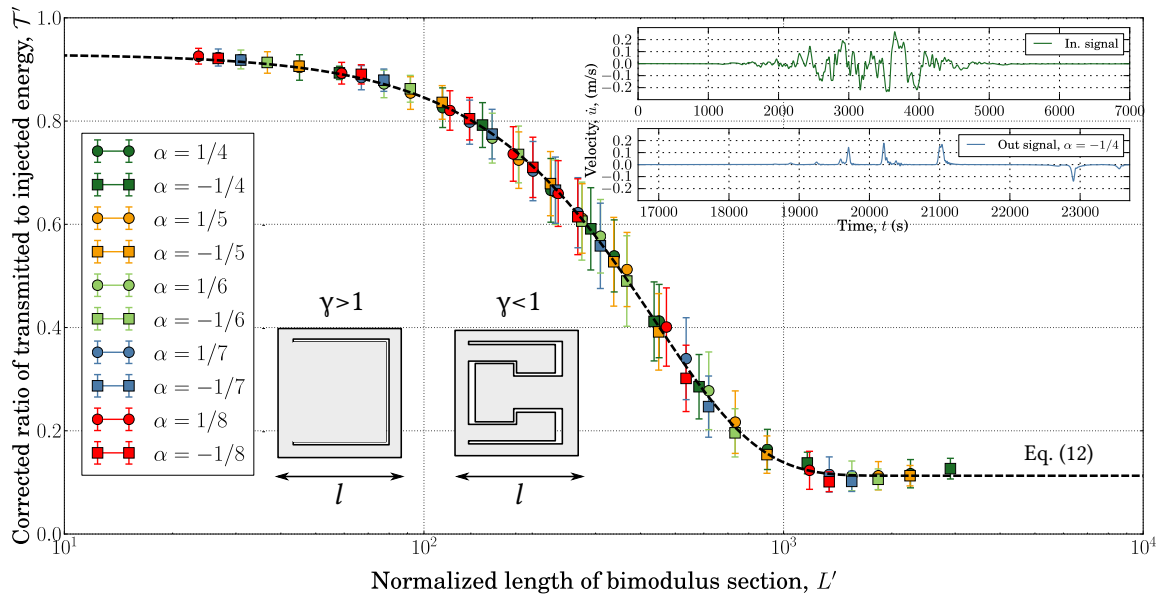 Corrected ratio of transmitted to injected energy, 𝒯′
1.0
0.8
0.6
0.4
0.2
0.0
10¹
10²
10³
10⁴
Normalized length of bimodulus section, L′
α = 1/4
α = −1/4
α = 1/5
α = −1/5
α = 1/6
α = −1/6
α = 1/7
α = −1/7
α = 1/8
α = −1/8
γ>1
l
γ<1
l
Eq. (12)
Velocity, u, (m/s)
0.2
0.1
0.0
−0.1
−0.2
In. signal
0 1000 2000 3000 4000 5000 6000 7000
0.2
0.1
0.0
−0.1
−0.2
Out signal, α = −1/4
17000 18000 19000 20000 21000 22000 23000
Time, t (s)